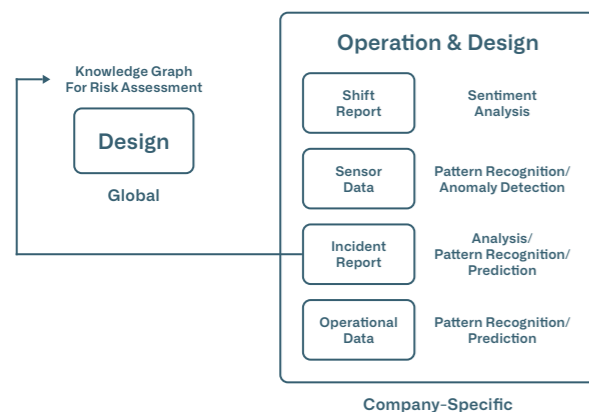 Knowledge Graph
For Risk Assessment
Design
Global
Operation & Design
Shift
Report
Sentiment
Analysis
Sensor
Data
Pattern Recognition/
Anomaly Detection
Incident
Report
Analysis/
Pattern Recognition/
Prediction
Operational
Data
Pattern Recognition/
Prediction
Company-Specific